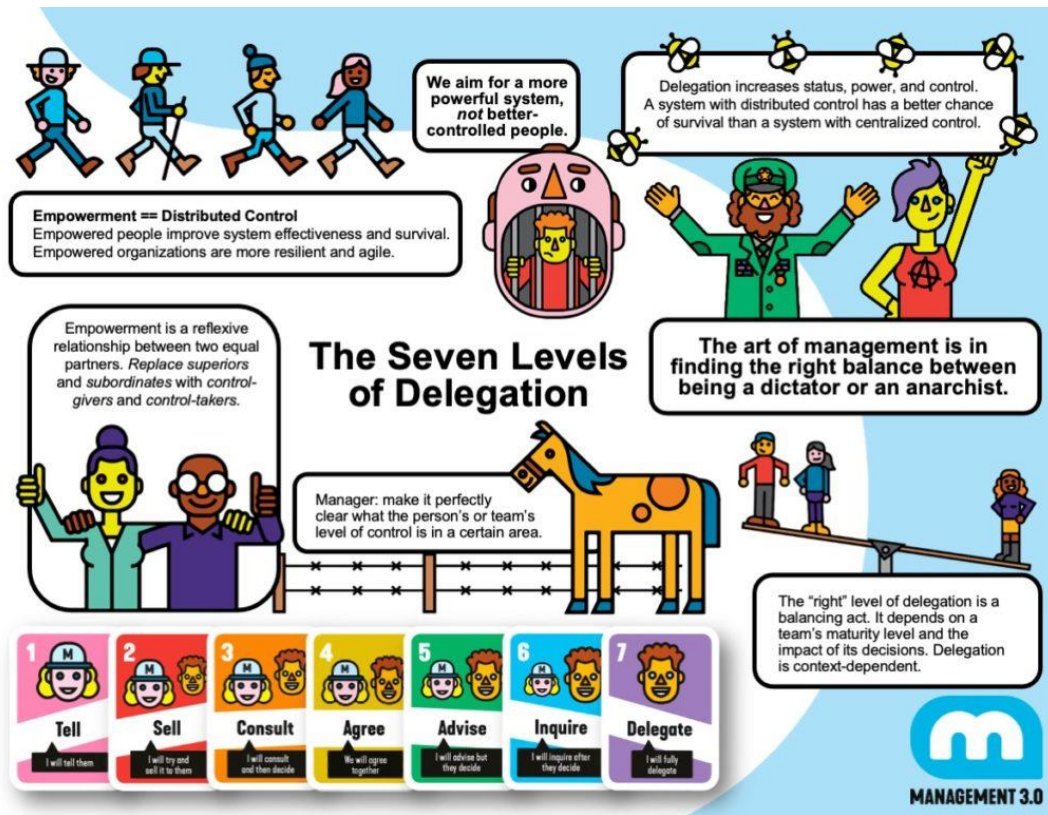 We aim for a more
powerful system,
not better-
controlled people.
Delegation increases status, power, and control.
A system with distributed control has a better chance
of survival than a system with centralized control.
Empowerment == Distributed Control
Empowered people improve system effectiveness and survival.
Empowered organizations are more resilient and agile.
Empowerment is a reflexive
relationship between two equal
partners. Replace superiors
and subordinates with control-
givers and control-takers.
The Seven Levels
of Delegation
The art of management is in
finding the right balance between
being a dictator or an anarchist.
Manager: make it perfectly
clear what the person's or team's
level of control is in a certain area.
The “right” level of delegation is a
balancing act. It depends on a
team's maturity level and the
impact of its decisions. Delegation
is context-dependent.
1
M
Tell
I will tell them
2
M
Sell
I will try and
sell it to them
3
M
Consult
I will consult
and then decide
4
M
Agree
We will agree
together
5
M
Advise
I will advise but
they decide
6
M
Inquire
I will inquire after
they decide
7
Delegate
I will fully
delegate
m
MANAGEMENT 3.0